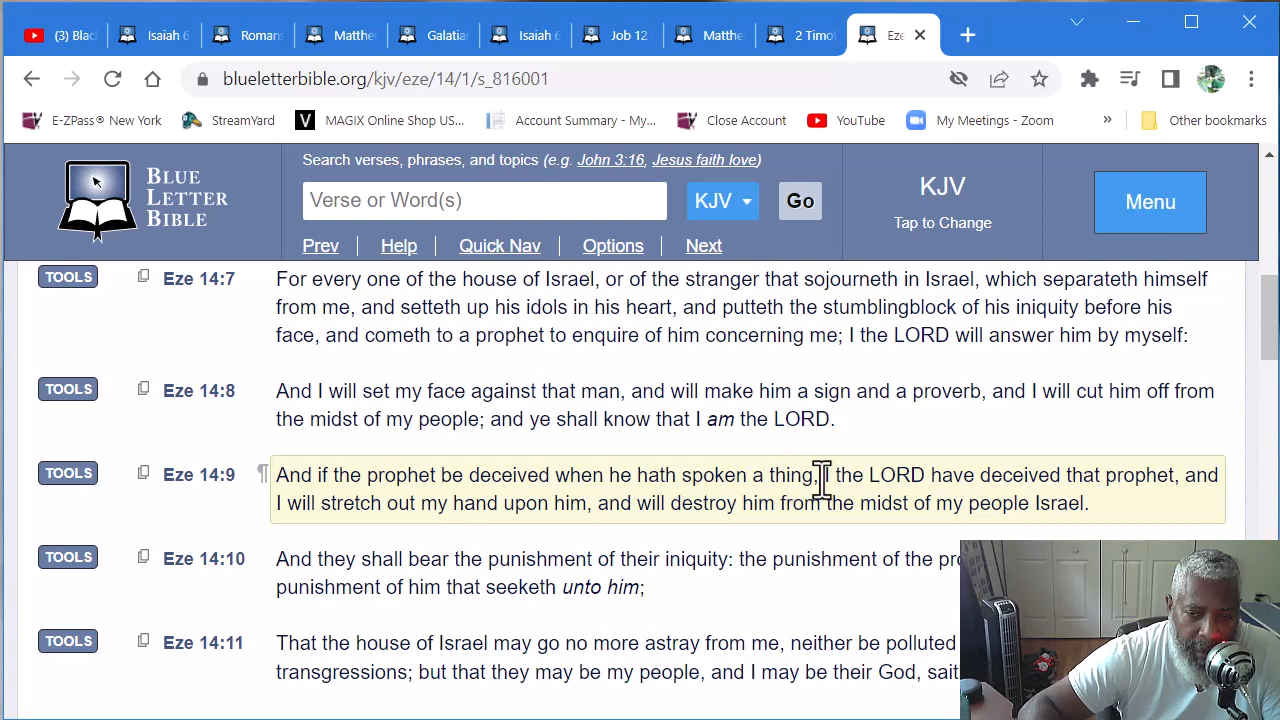 (3) Blac
Isaiah 6
Romans
Matthe
Galatian
Isaiah 6
Job 12
Matthe
2 Timo
Eze
blueletterbible.org/kjv/eze/14/1/s_816001
E-ZPass® New York StreamYard MAGIX Online Shop US... Account Summary - My... Close Account YouTube My Meetings - Zoom » Other bookmarks
BLUE LETTER BIBLE
Search verses, phrases, and topics (e.g. John 3:16, Jesus faith love)
Verse or Word(s) KJV Go
Prev Help Quick Nav Options Next
KJV
Tap to Change
Menu
TOOLS Eze 14:7 For every one of the house of Israel, or of the stranger that sojourneth in Israel, which separateth himself
from me, and setteth up his idols in his heart, and putteth the stumblingblock of his iniquity before his
face, and cometh to a prophet to enquire of him concerning me; I the LORD will answer him by myself:
TOOLS Eze 14:8 And I will set my face against that man, and will make him a sign and a proverb, and I will cut him off from
the midst of my people; and ye shall know that I am the LORD.
TOOLS Eze 14:9 ¶ And if the prophet be deceived when he hath spoken a thing, I the LORD have deceived that prophet, and
I will stretch out my hand upon him, and will destroy him from the midst of my people Israel.
TOOLS Eze 14:10 And they shall bear the punishment of their iniquity: the punishment of the pro
punishment of him that seeketh unto him;
TOOLS Eze 14:11 That the house of Israel may go no more astray from me, neither be polluted
transgressions; but that they may be my people, and I may be their God, sait